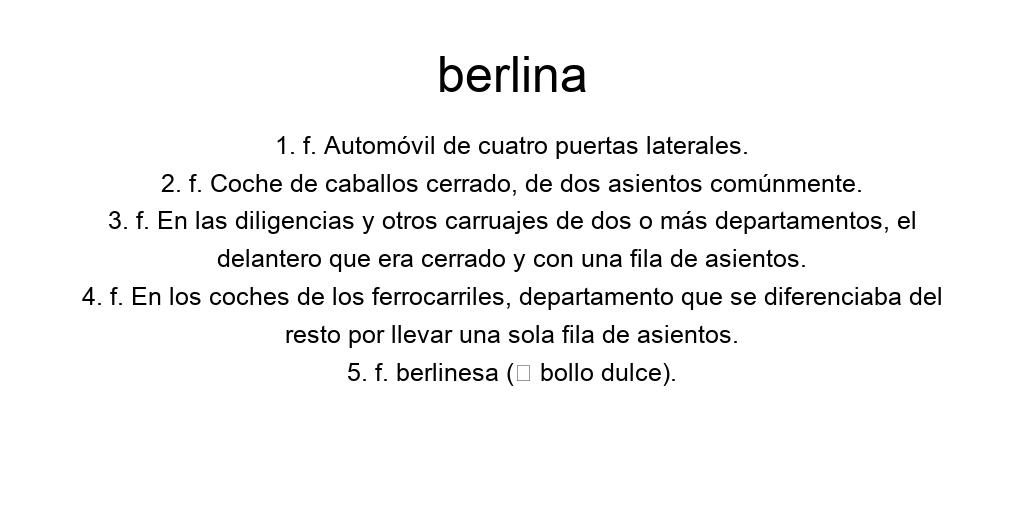 berlina
1. f. Automóvil de cuatro puertas laterales.
2. f. Coche de caballos cerrado, de dos asientos comúnmente.
3. f. En las diligencias y otros carruajes de dos o más departamentos, el
delantero que era cerrado y con una fila de asientos.
4. f. En los coches de los ferrocarriles, departamento que se diferenciaba del
resto por llevar una sola fila de asientos.
5. f. berlinesa (▯ bollo dulce).